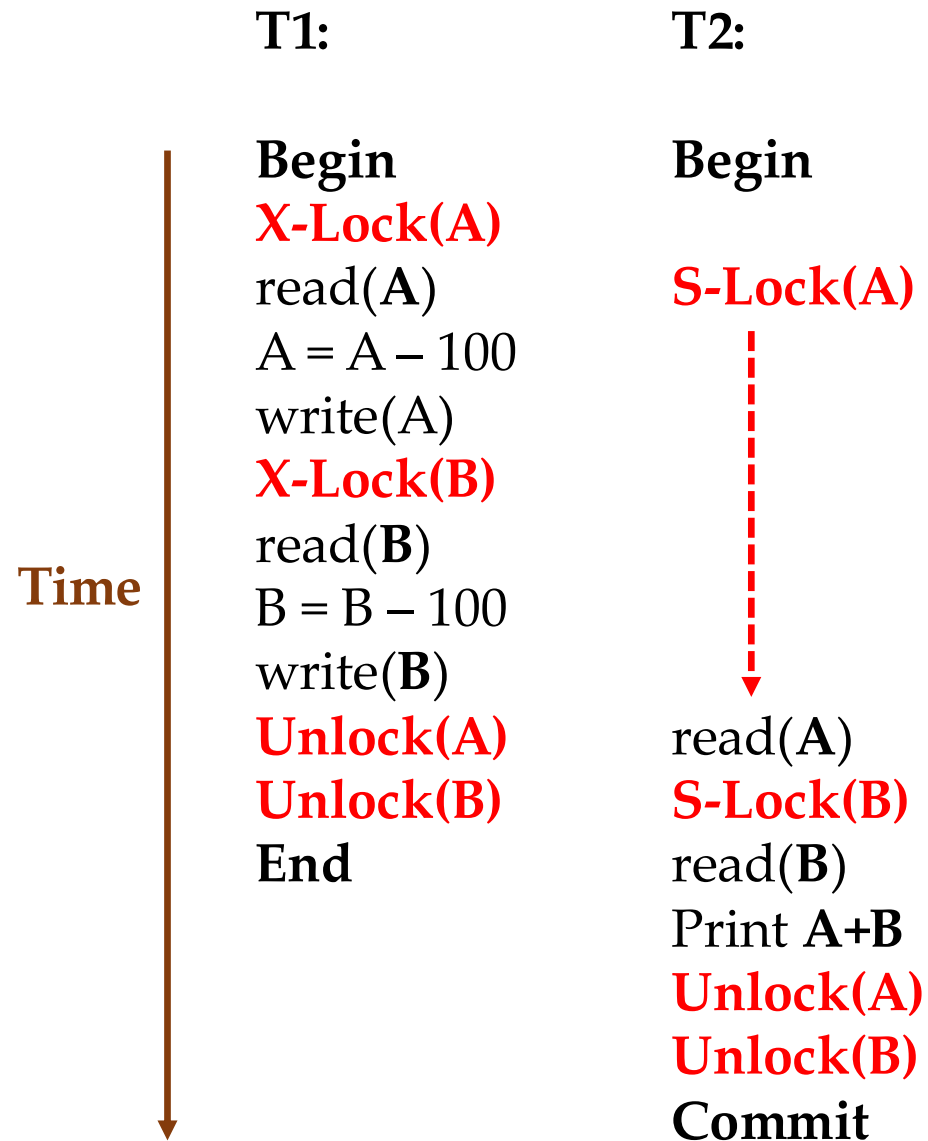 T1:
Begin
X-Lock(A)
read(A)
A = A – 100
write(A)
X-Lock(B)
read(B)
B = B – 100
write(B)
Unlock(A)
Unlock(B)
End
T2:
Begin
S-Lock(A)
read(A)
S-Lock(B)
read(B)
Print A+B
Unlock(A)
Unlock(B)
Commit
Time